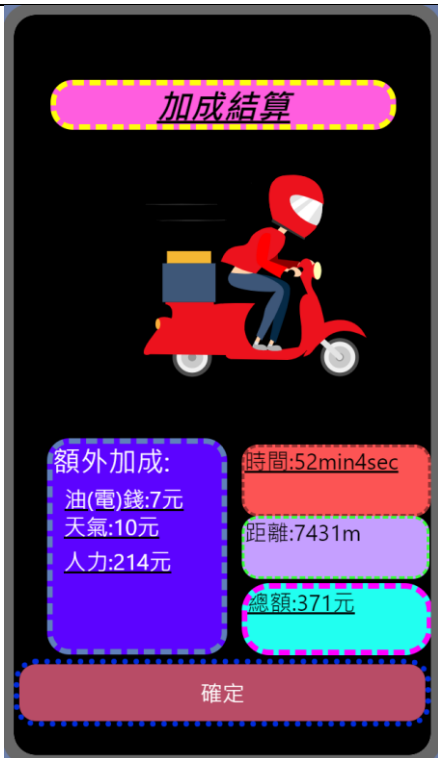 加成結算
額外加成:
油(電)錢:7元
天氣:10元
人力:214元
時間:52min4sec
距離:7431m
總額:371元
確定